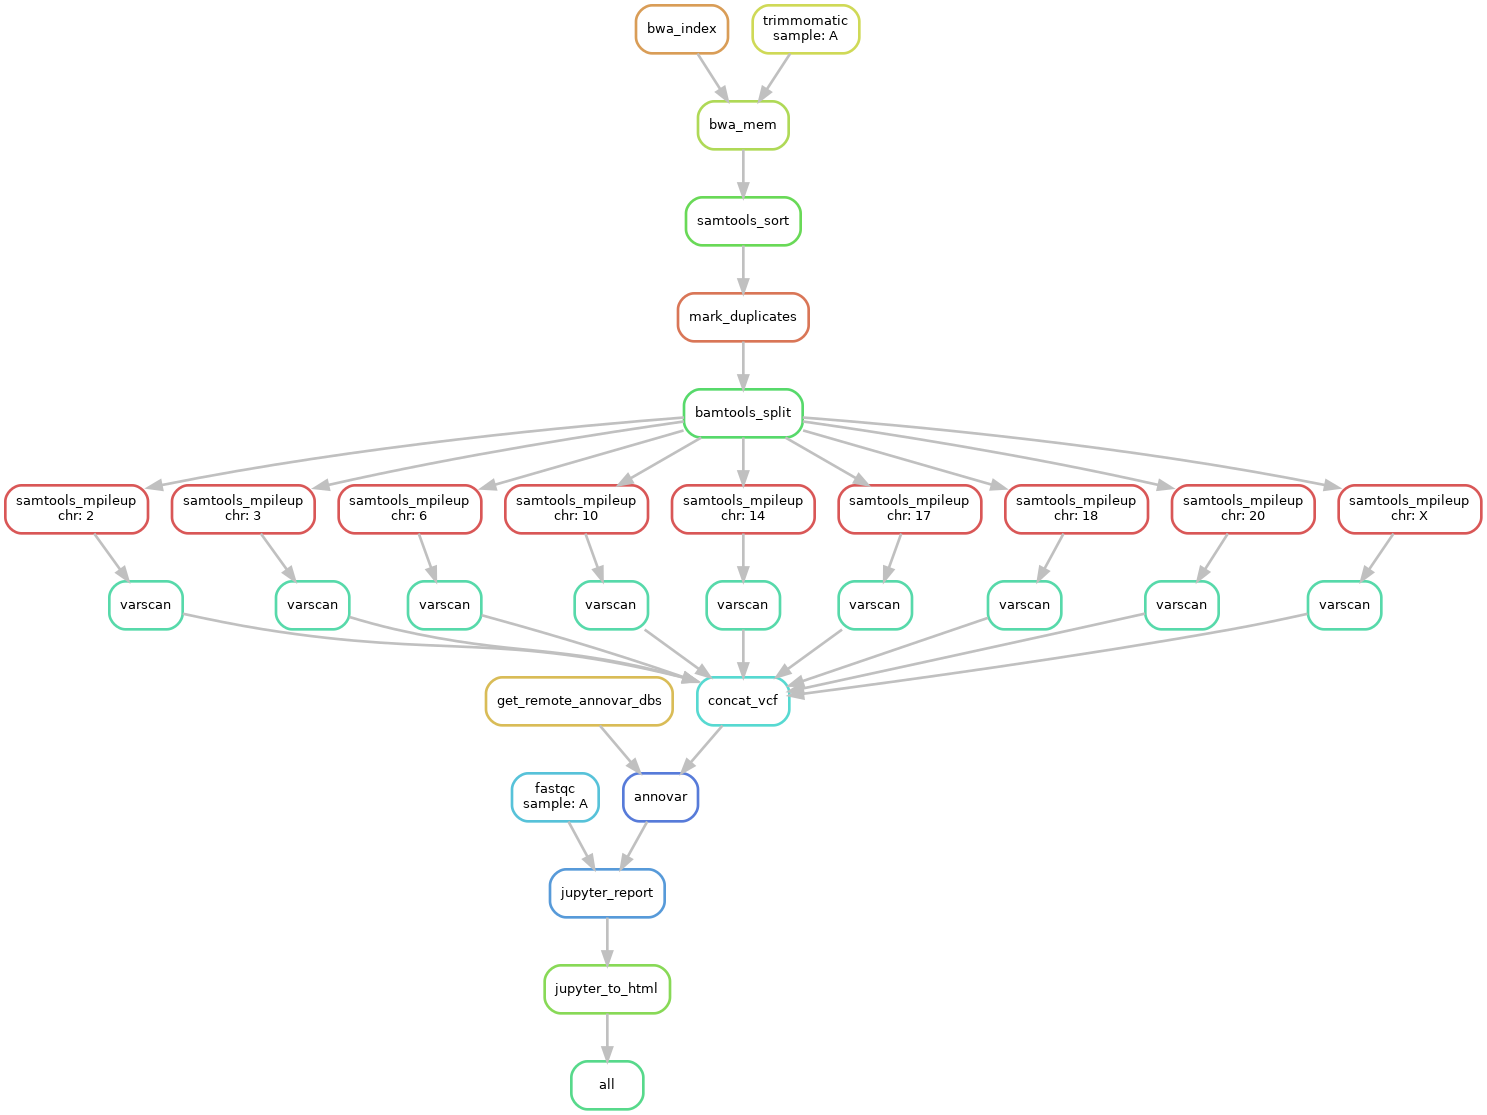 bwa_index
trimmomatic
sample: A
bwa_mem
samtools_sort
mark_duplicates
bamtools_split
samtools_mpileup
chr: 2
samtools_mpileup
chr: 3
samtools_mpileup
chr: 6
samtools_mpileup
chr: 10
samtools_mpileup
chr: 14
samtools_mpileup
chr: 17
samtools_mpileup
chr: 18
samtools_mpileup
chr: 20
samtools_mpileup
chr: X
varscan
varscan
varscan
varscan
varscan
varscan
varscan
varscan
varscan
get_remote_annovar_dbs
concat_vcf
fastqc
sample: A
annovar
jupyter_report
jupyter_to_html
all